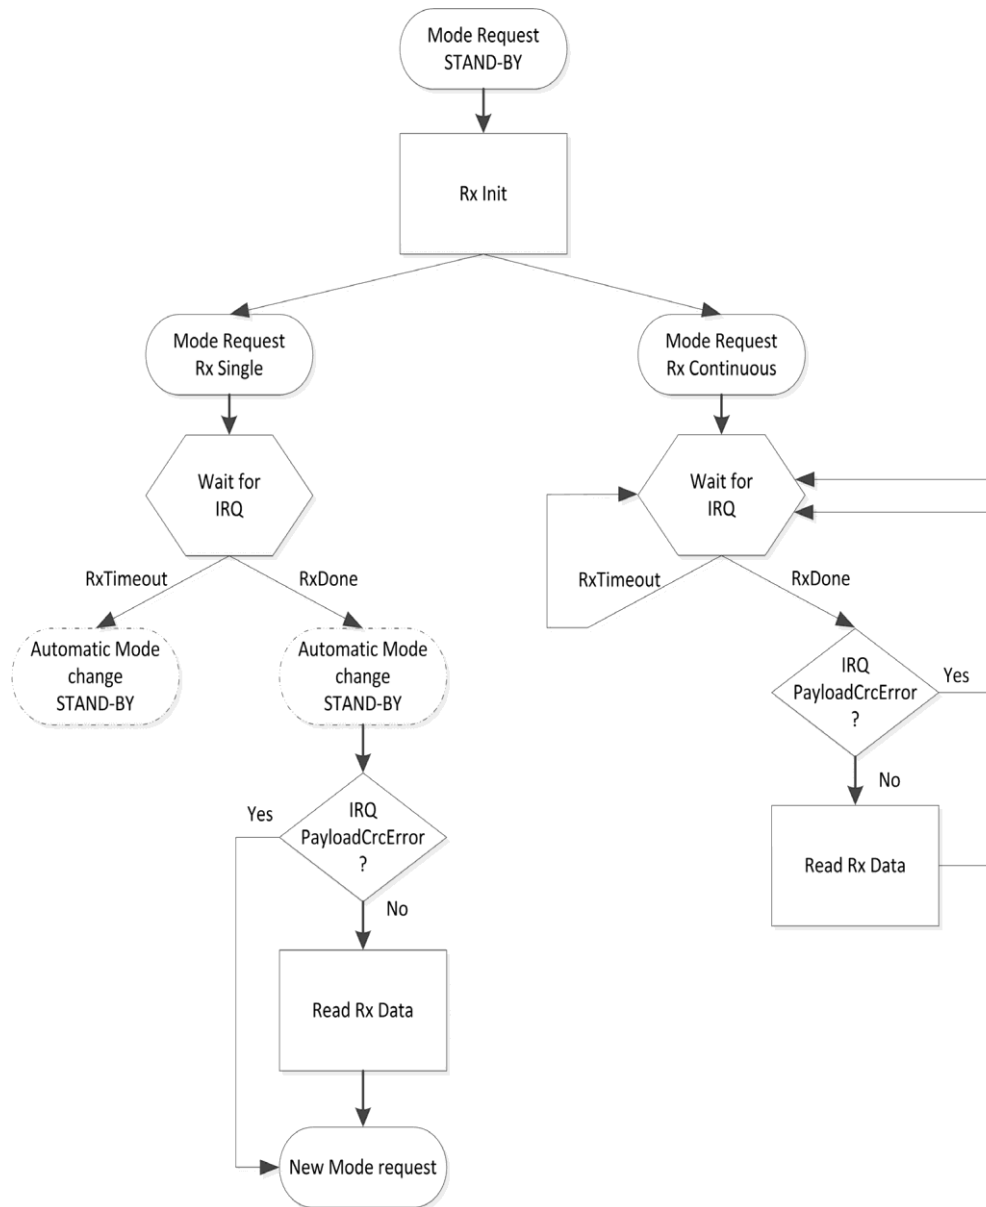 Mode Request
STAND-BY
Rx Init
Mode Request
Rx Single
Mode Request
Rx Continuous
Wait for
IRQ
Wait for
IRQ
RxTimeout
RxDone
RxTimeout
RxDone
Automatic Mode
change
STAND-BY
Automatic Mode
change
STAND-BY
IRQ
PayloadCrcError
?
Yes
No
Yes
IRQ
PayloadCrcError
?
No
Read Rx Data
Read Rx Data
New Mode request